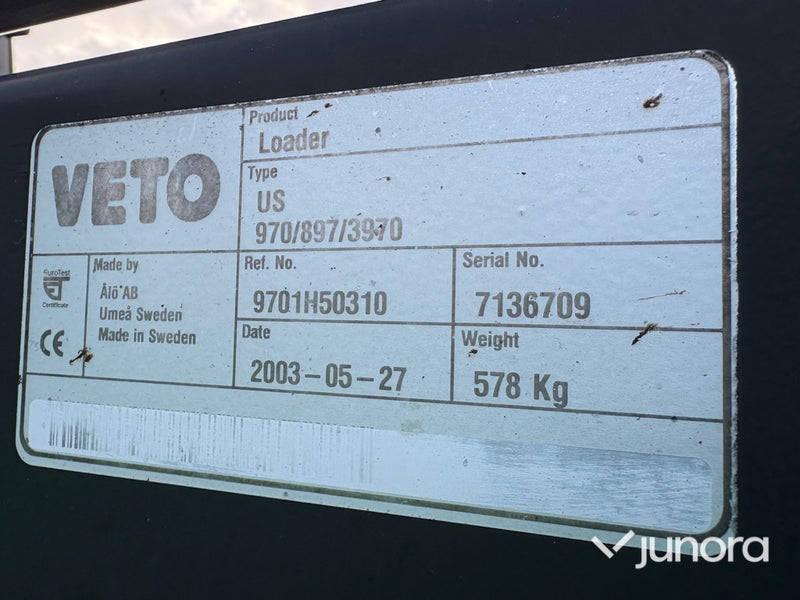 VETO
Product
Loader
Type
US
970/897/3970
EuroTest
Certificate
CE
Made by
Ålö AB
Umeå Sweden
Made in Sweden
Ref. No.
9701H50310
Serial No.
7136709
Date
2003-05-27
Weight
578 Kg
junora